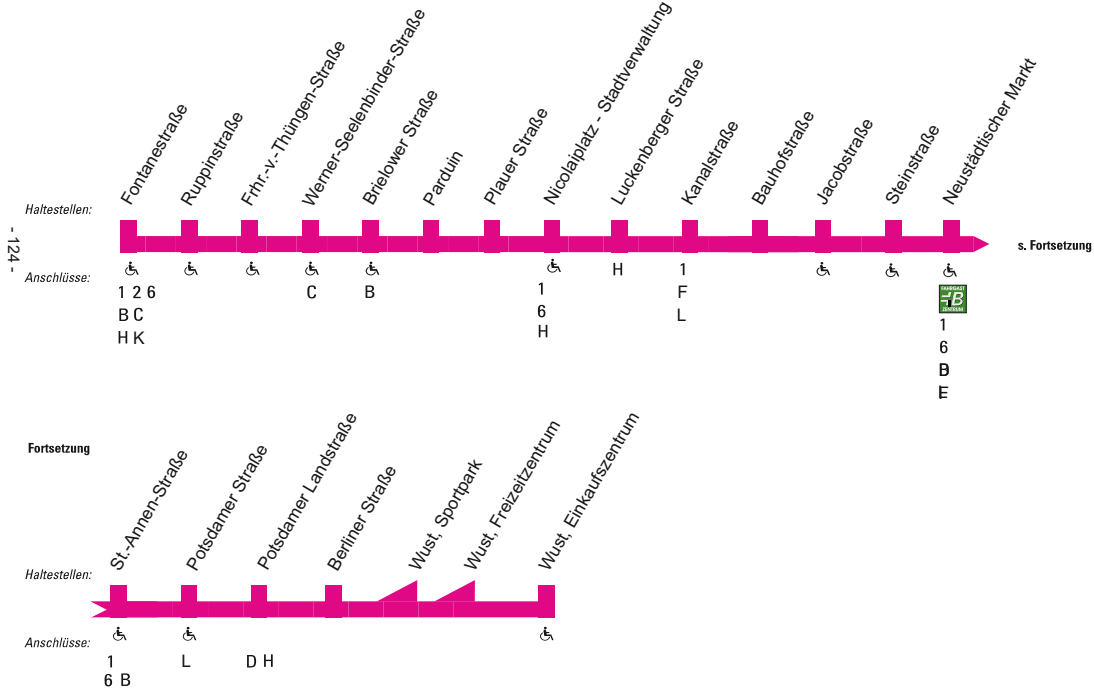 - 124 -
Haltestellen:
Fontanestraße
Ruppinstraße
Frhr.-v.-Thüngen-Straße
Werner-Seelenbinder-Straße
Brielower Straße
Parduin
Plauer Straße
Nicolaiplatz - Stadtverwaltung
Luckenberger Straße
Kanalstraße
Bauhofstraße
Jacobstraße
Steinstraße
Neustädtischer Markt
s. Fortsetzung
Anschlüsse:
1 2 6
B C
H K
C
B
1
6
H
H
1
F
L
FAHRGAST
B
ZENTRUM
1
6
B
E
Fortsetzung
Haltestellen:
St.-Annen-Straße
Potsdamer Straße
Potsdamer Landstraße
Berliner Straße
Wust, Sportpark
Wust, Freizeitzentrum
Wust, Einkaufszentrum
Anschlüsse:
1
6 B
L
D H